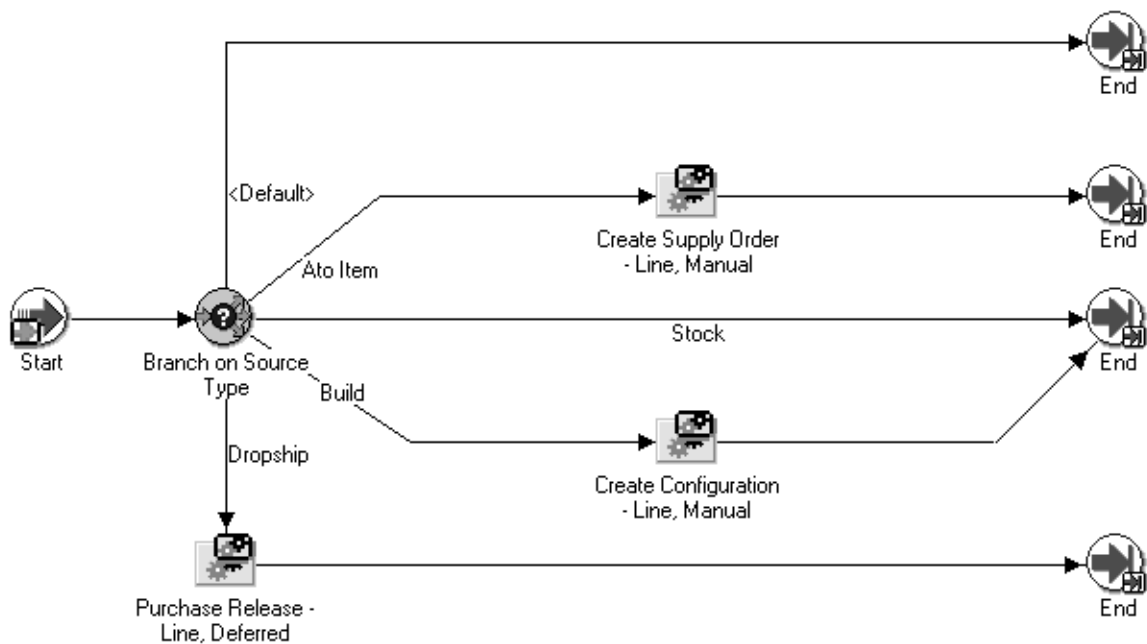 End
<Default>
Create Supply Order
- Line, Manual
End
Ato Item
Start
Branch on Source
Type
Stock
End
Build
Create Configuration
- Line, Manual
Dropship
Purchase Release -
Line, Deferred
End